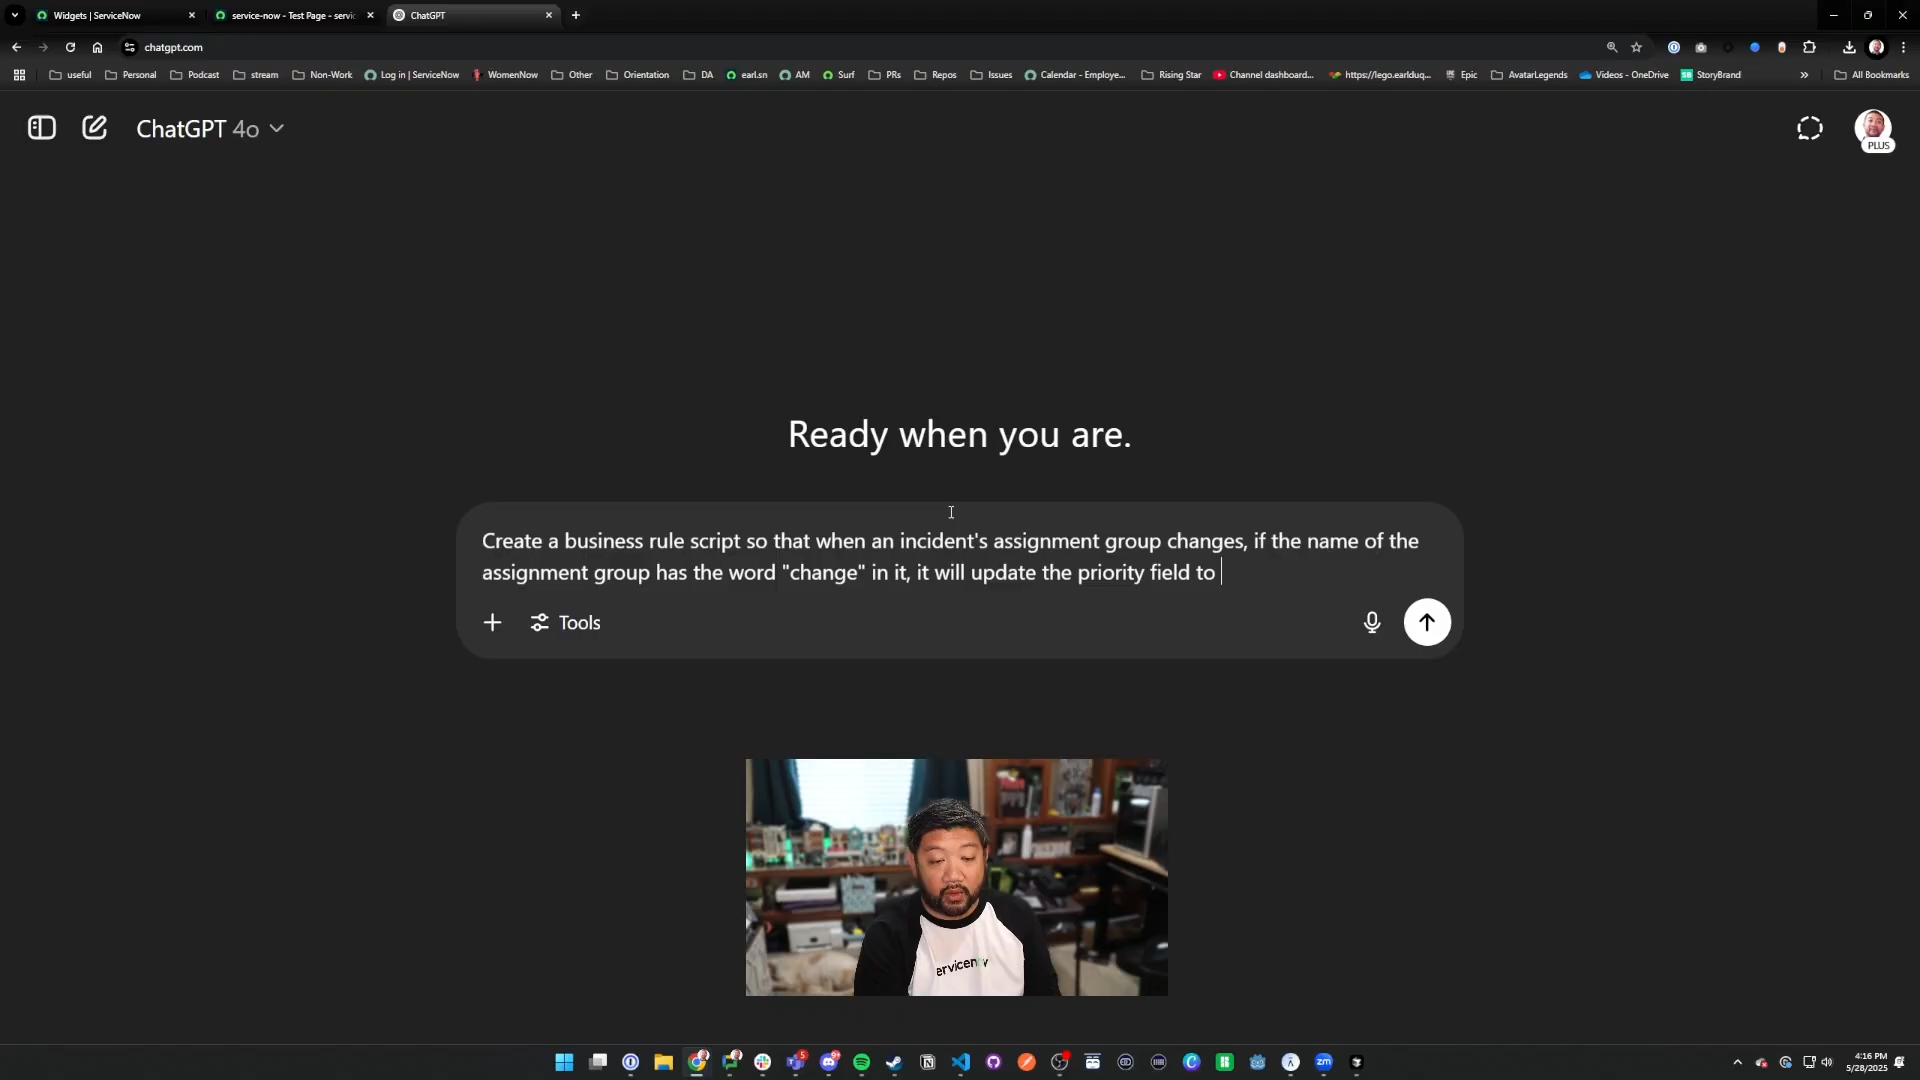 Widgets | ServiceNow
service-now - Test Page - servic
ChatGPT
chatgpt.com
useful
Personal
Podcast
stream
Non-Work
Log in | ServiceNow
WomenNow
Other
Orientation
DA
earl.sn
AM
Surf
PRs
Repos
Issues
Calendar - Employe...
Rising Star
Channel dashboard...
https://lego.earlduq...
Epic
AvatarLegends
Videos - OneDrive
StoryBrand
All Bookmarks
ChatGPT 4o
PLUS
Ready when you are.
Create a business rule script so that when an incident's assignment group changes, if the name of the
assignment group has the word "change" in it, it will update the priority field to
Tools
4:16 PM
5/28/2025